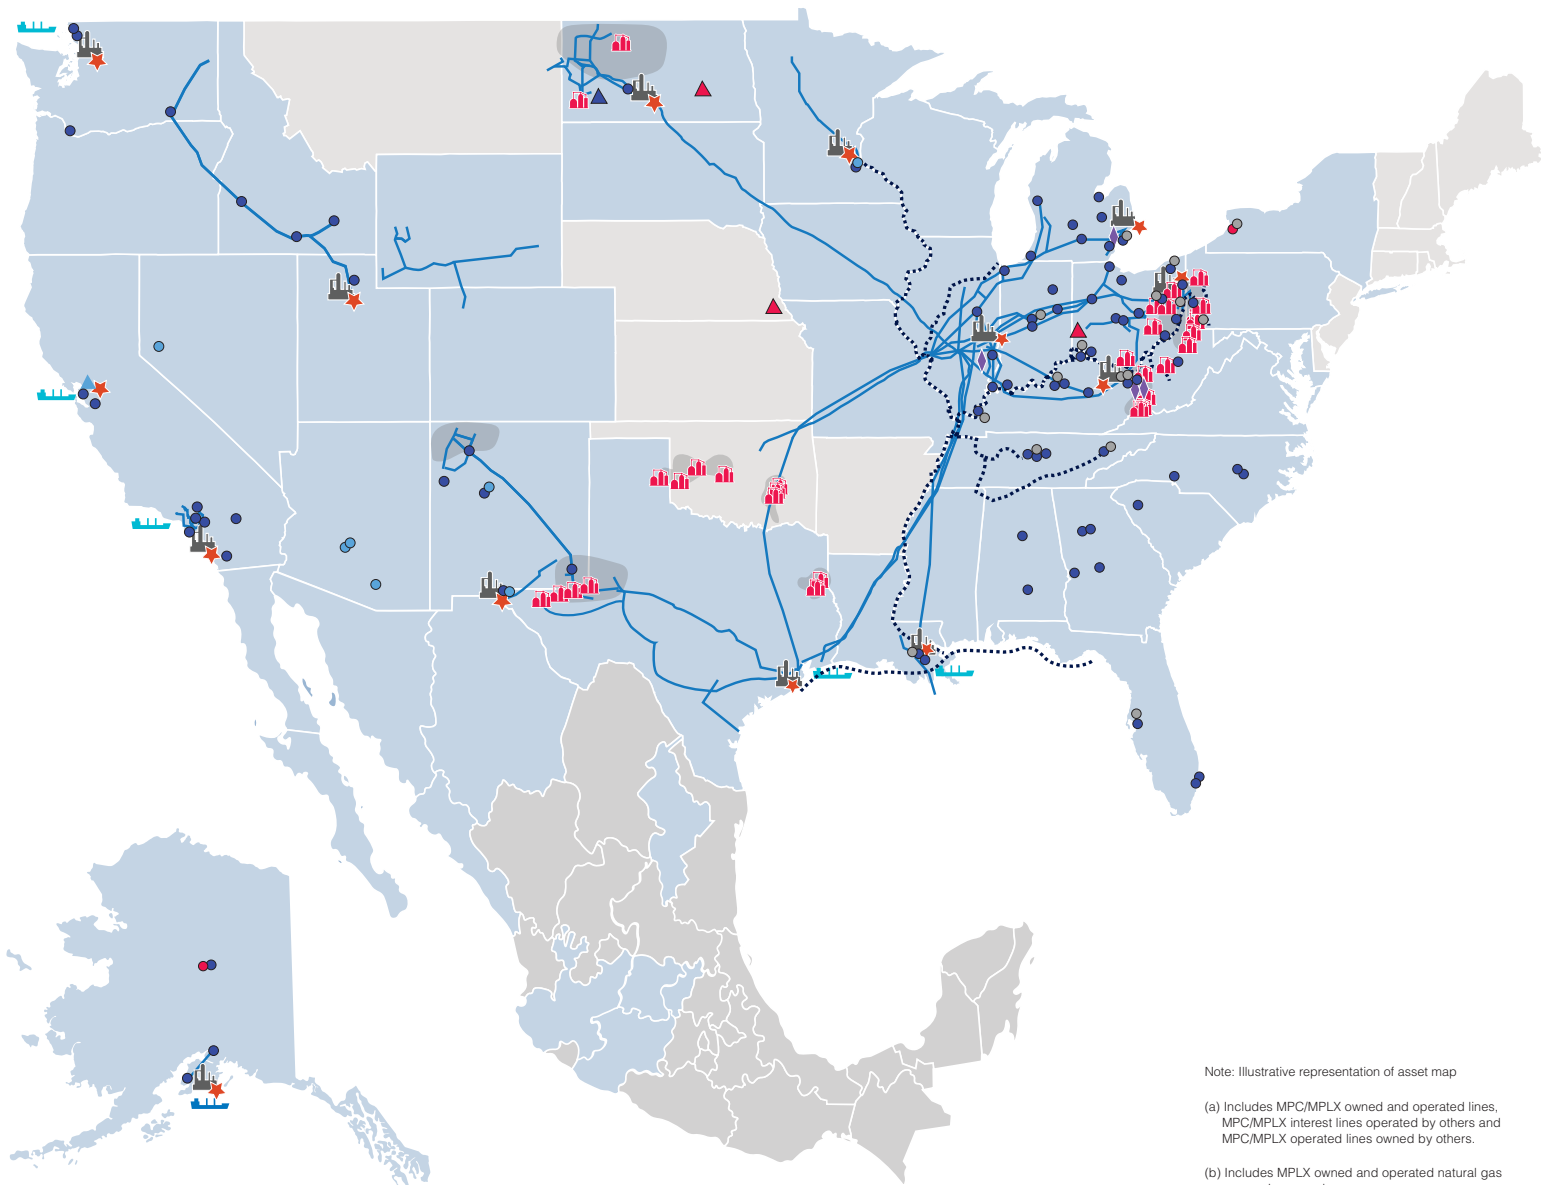 Note: Illustrative representation of asset map
(a) Includes MPC/MPLX owned and operated lines,
MPC/MPLX interest lines operated by others and
MPC/MPLX operated lines owned by others.
(b) Includes MPLX owned and operated natural gas